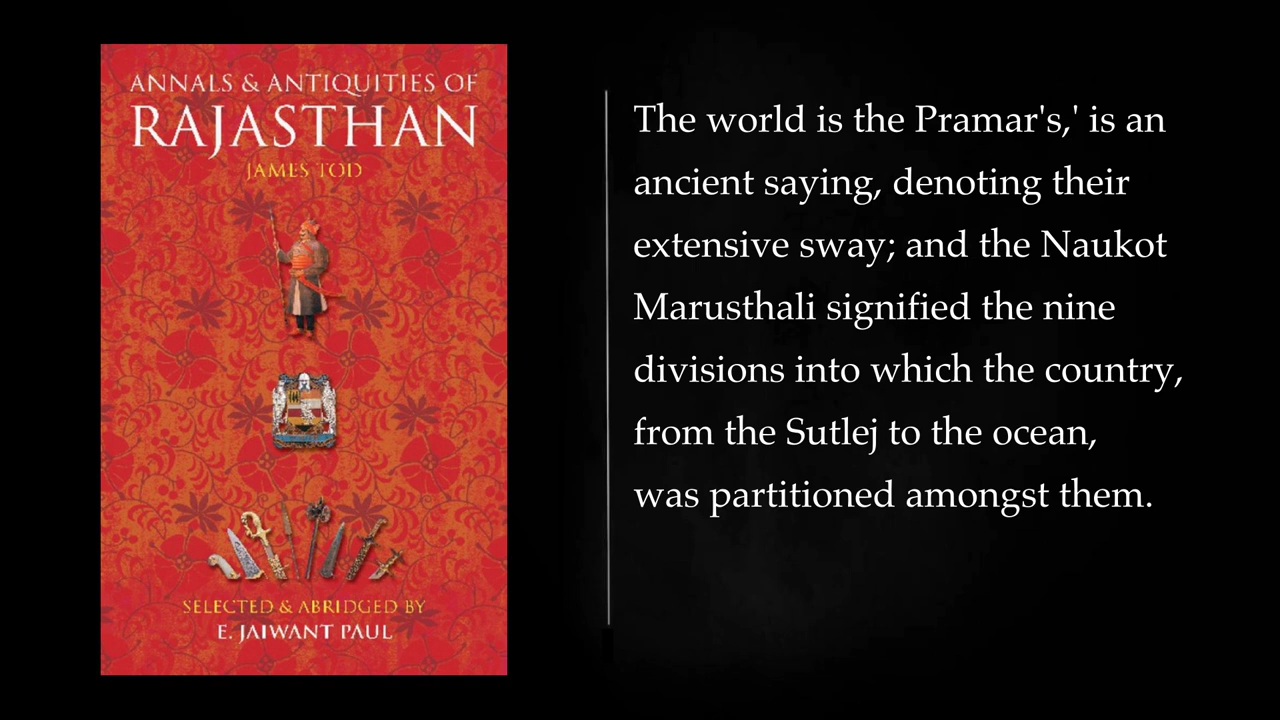 ANNALS & ANTIQUITIES OF
RAJASTHAN
JAMES TOD
SELECTED & ABRIDGED BY
E. JAIWANT PAUL
The world is the Pramar's,' is an
ancient saying, denoting their
extensive sway; and the Naukot
Marusthali signified the nine
divisions into which the country,
from the Sutlej to the ocean,
was partitioned amongst them.